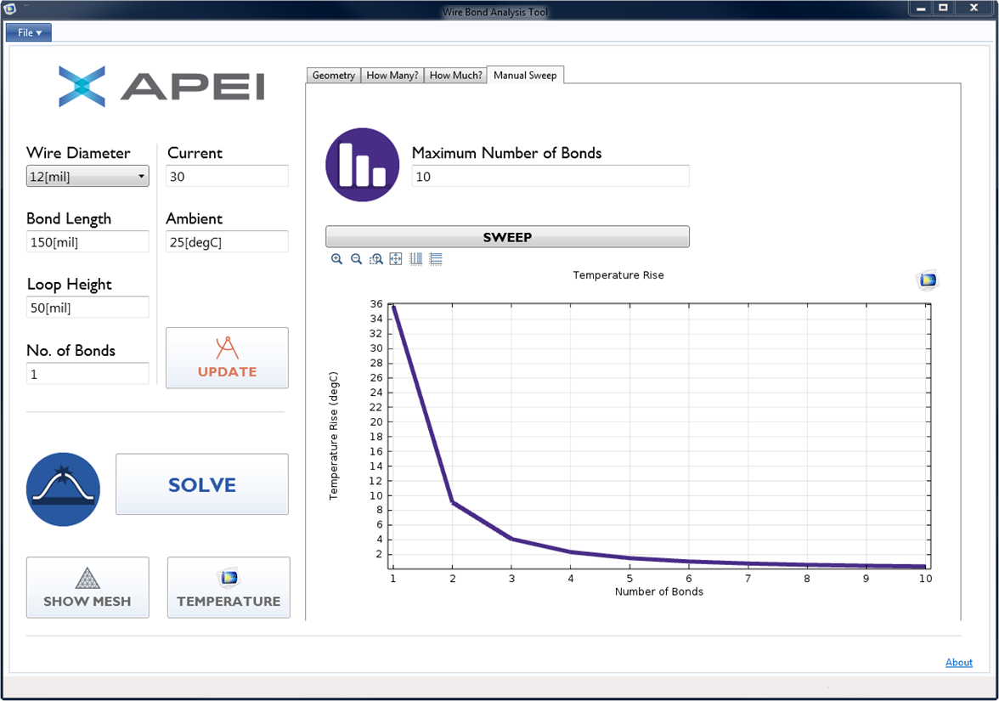 Wire Bond Analysis Tool
File
APEI
Wire Diameter
12[mil]
Current
30
Bond Length
150[mil]
Ambient
25[degC]
Loop Height
50[mil]
No. of Bonds
1
UPDATE
SOLVE
SHOW MESH
TEMPERATURE
Geometry
How Many?
How Much?
Manual Sweep
Maximum Number of Bonds
10
SWEEP
Temperature Rise
Temperature Rise (degC)
36
34
32
30
28
26
24
22
20
18
16
14
12
10
8
6
4
2
1 2 3 4 5 6 7 8 9 10
Number of Bonds
About